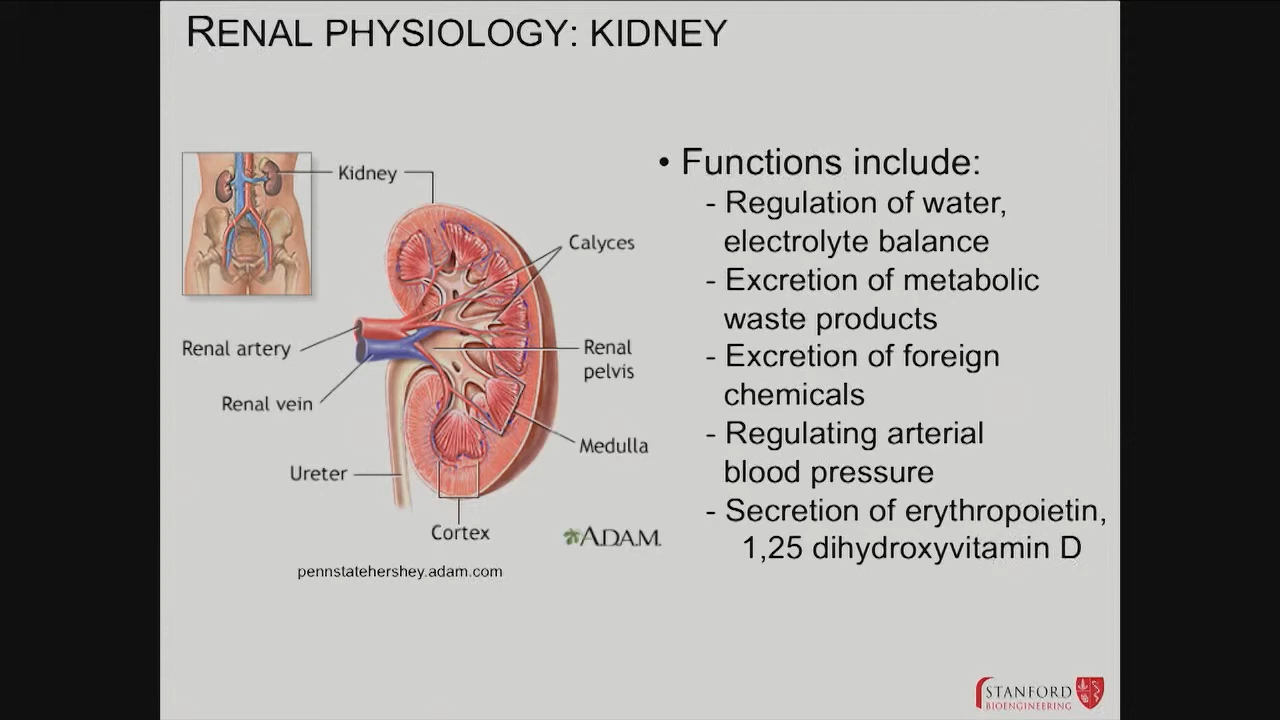 RENAL PHYSIOLOGY: KIDNEY
Kidney
Calyces
Renal artery
Renal
pelvis
Renal vein
Medulla
Ureter
Cortex
A.D.A.M.
pennstatehershey.adam.com
• Functions include:
- Regulation of water,
electrolyte balance
- Excretion of metabolic
waste products
- Excretion of foreign
chemicals
- Regulating arterial
blood pressure
- Secretion of erythropoietin,
1,25 dihydroxyvitamin D
STANFORD
BIOENGINEERING